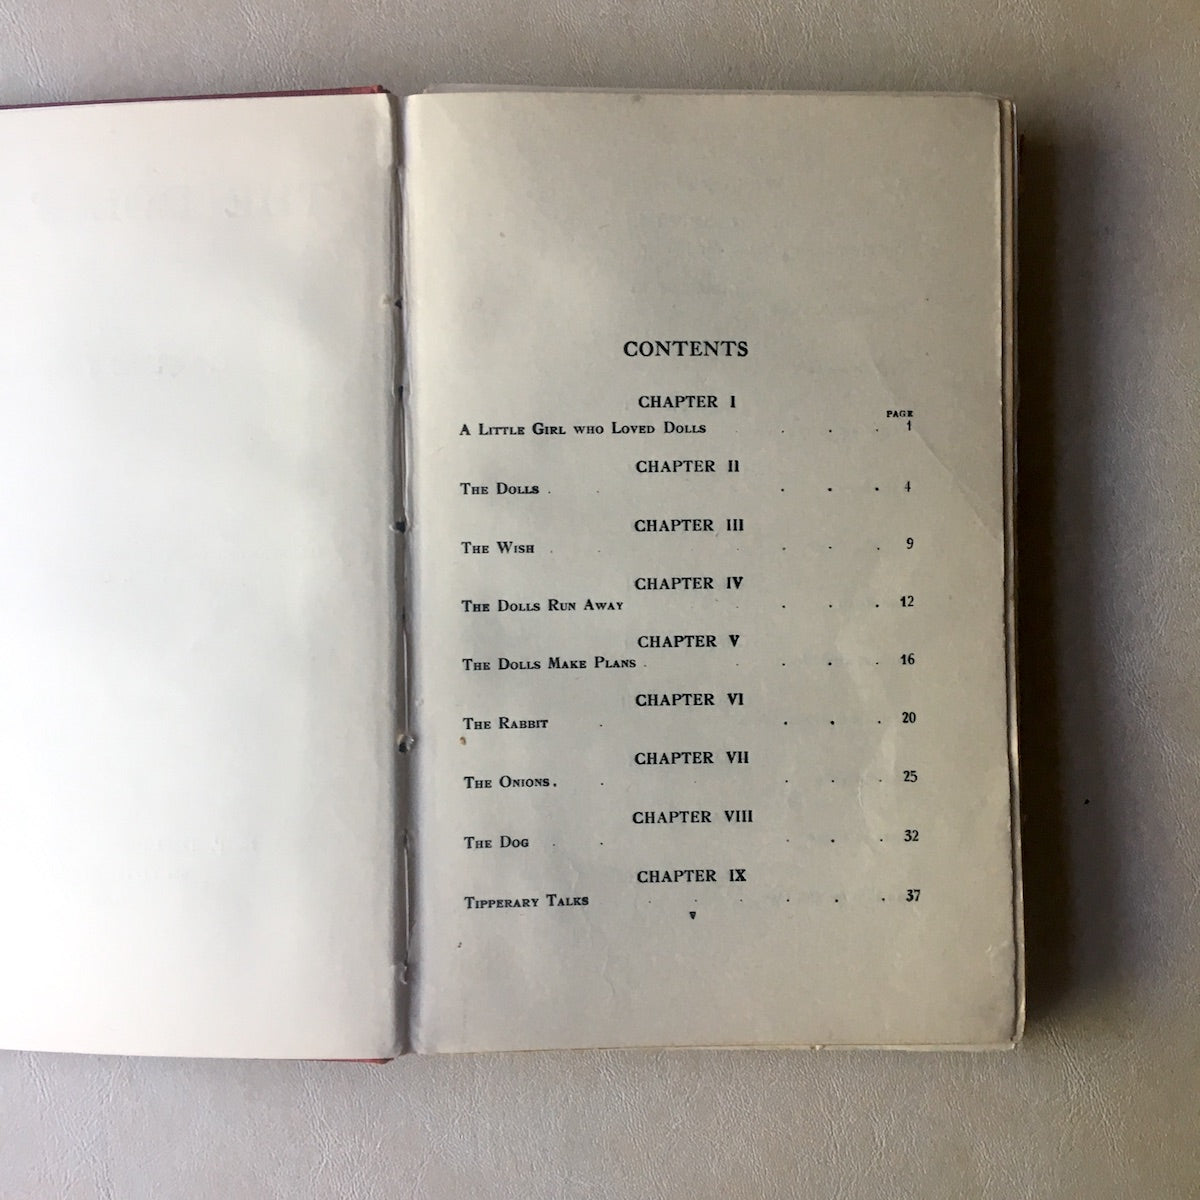 CONTENTS
CHAPTER I
PAGE
A Little Girl who Loved Dolls . . . 1
CHAPTER II
The Dolls . . . . . 4
CHAPTER III
The Wish . . . . . 9
CHAPTER IV
The Dolls Run Away . . . 12
CHAPTER V
The Dolls Make Plans . . . . . 16
CHAPTER VI
The Rabbit . . . . 20
CHAPTER VII
The Onions . . . . . 25
CHAPTER VIII
The Dog . . . . . 32
CHAPTER IX
Tipperary Talks . . . . . . 37
v